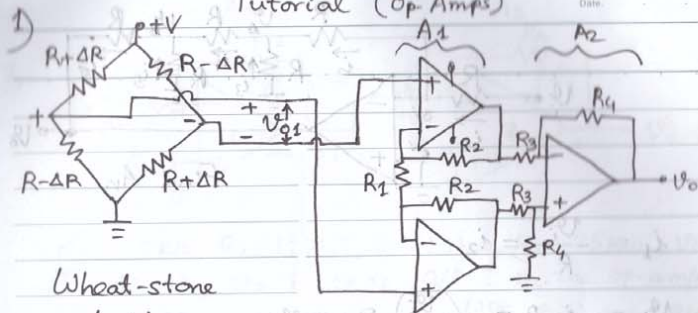 Tutorial (Op-Amps)
Date.
1)
+V
A1
A2
R+ΔR
R-ΔR
+
-
+
-
vo1
R-ΔR
R+ΔR
+
-
R2
R1
R2
-
+
R3
R3
R4
-
+
R4
vo
Wheat-stone